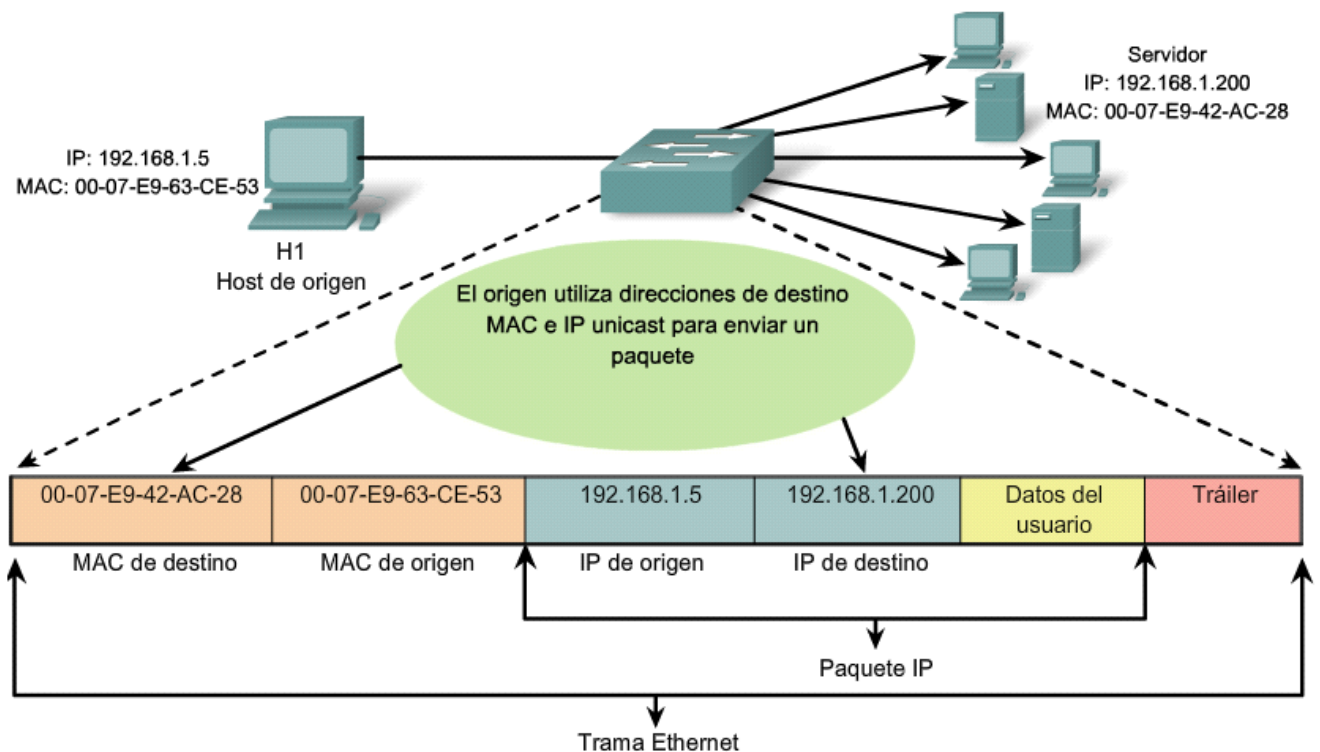 Servidor
IP: 192.168.1.200
MAC: 00-07-E9-42-AC-28
IP: 192.168.1.5
MAC: 00-07-E9-63-CE-53
H1
Host de origen
El origen utiliza direcciones de destino
MAC e IP unicast para enviar un
paquete
00-07-E9-42-AC-28
00-07-E9-63-CE-53
192.168.1.5
192.168.1.200
Datos del
usuario
Tráiler
MAC de destino
MAC de origen
IP de origen
IP de destino
Paquete IP
Trama Ethernet